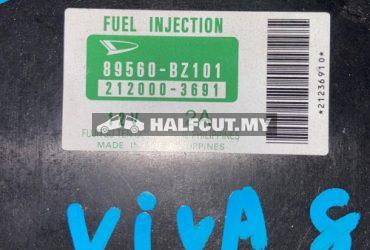 FUEL INJECTION
89560-BZ101
212000-3691
*21236910*
HALFCUT.MY
MADE IN
VIVA